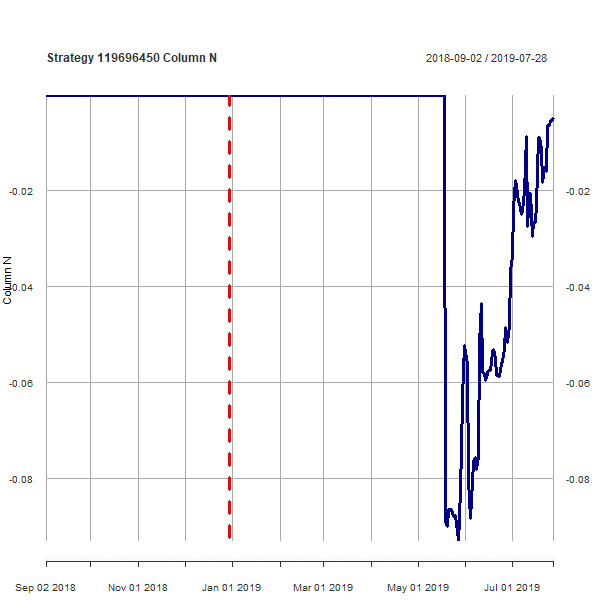 Strategy 119696450 Column N
2018-09-02 / 2019-07-28
-0.02
-0.04
-0.06
-0.08
Column N
-0.02
-0.04
-0.06
-0.08
Sep 02 2018
Nov 01 2018
Jan 01 2019
Mar 01 2019
May 01 2019
Jul 01 2019